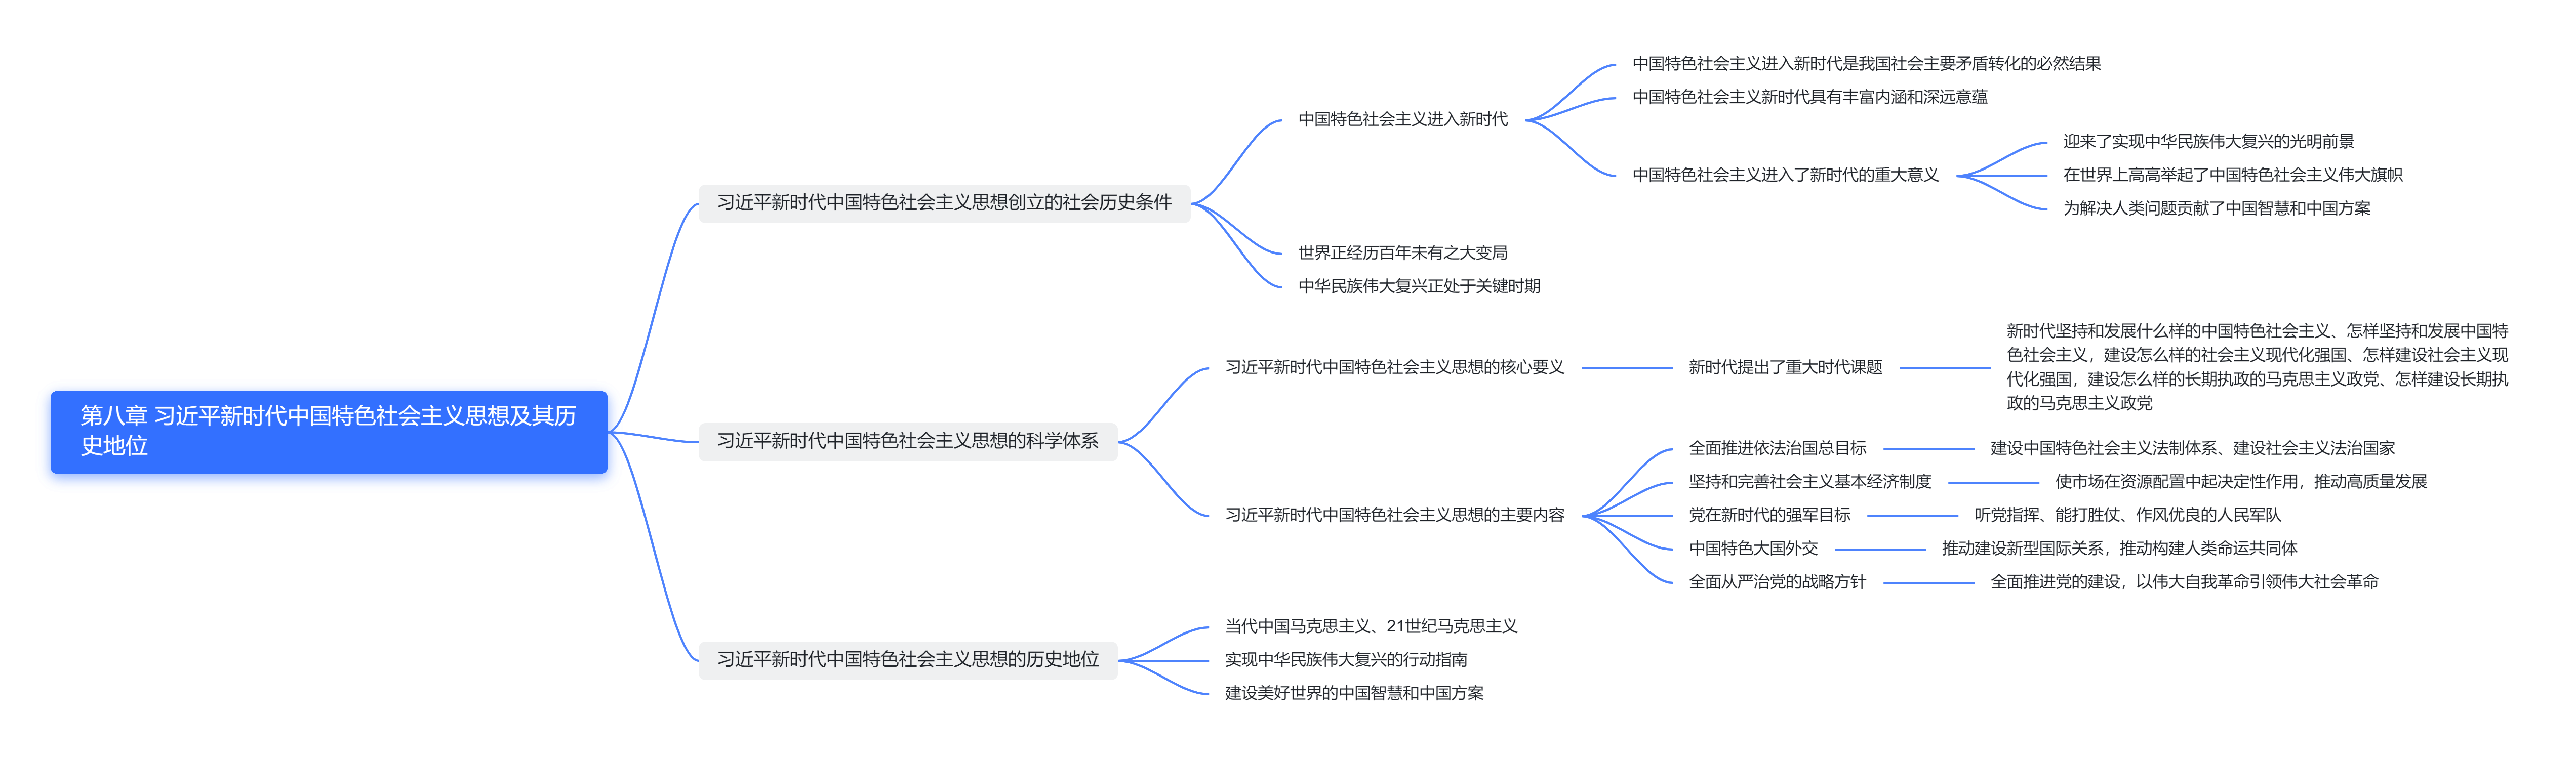 第八章 习近平新时代中国特色社会主义思想及其历
史地位
习近平新时代中国特色社会主义思想创立的社会历史条件
中国特色社会主义进入新时代
中国特色社会主义进入新时代是我国社会主要矛盾转化的必然结果
中国特色社会主义新时代具有丰富内涵和深远意蕴
中国特色社会主义进入了新时代的重大意义
迎来了实现中华民族伟大复兴的光明前景
在世界上高高举起了中国特色社会主义伟大旗帜
为解决人类问题贡献了中国智慧和中国方案
世界正经历百年未有之大变局
中华民族伟大复兴正处于关键时期
习近平新时代中国特色社会主义思想的科学体系
习近平新时代中国特色社会主义思想的核心要义
新时代提出了重大时代课题
新时代坚持和发展什么样的中国特色社会主义、怎样坚持和发展中国特
色社会主义，建设怎么样的社会主义现代化强国、怎样建设社会主义现
代化强国，建设怎么样的长期执政的马克思主义政党、怎样建设长期执
政的马克思主义政党
习近平新时代中国特色社会主义思想的主要内容
全面推进依法治国总目标
建设中国特色社会主义法制体系、建设社会主义法治国家
坚持和完善社会主义基本经济制度
使市场在资源配置中起决定性作用，推动高质量发展
党在新时代的强军目标
听党指挥、能打胜仗、作风优良的人民军队
中国特色大国外交
推动建设新型国际关系，推动构建人类命运共同体
全面从严治党的战略方针
全面推进党的建设，以伟大自我革命引领伟大社会革命
习近平新时代中国特色社会主义思想的历史地位
当代中国马克思主义、21世纪马克思主义
实现中华民族伟大复兴的行动指南
建设美好世界的中国智慧和中国方案